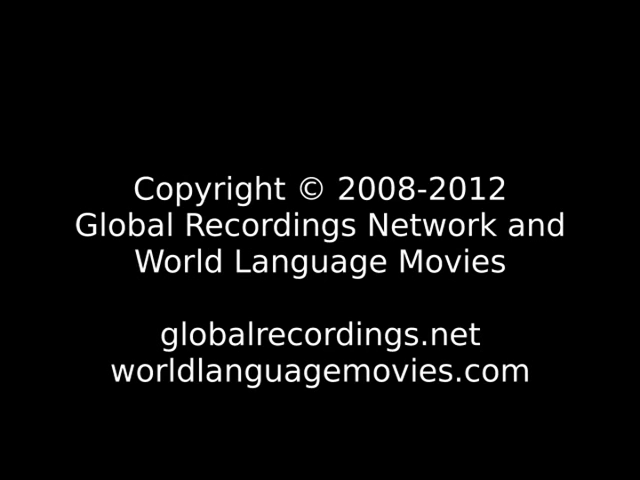 Copyright © 2008-2012
Global Recordings Network and
World Language Movies
globalrecordings.net
worldlanguagemovies.com